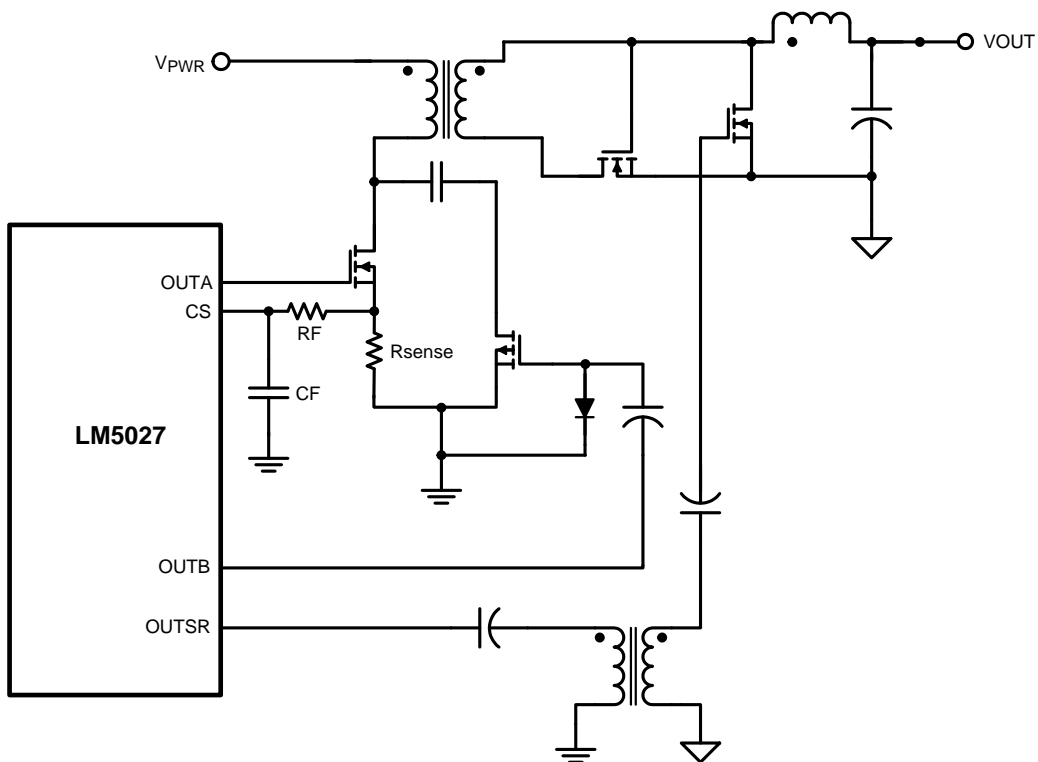 VPWR
VOUT
OUTA
CS
RF
Rsense
CF
LM5027
OUTB
OUTSR